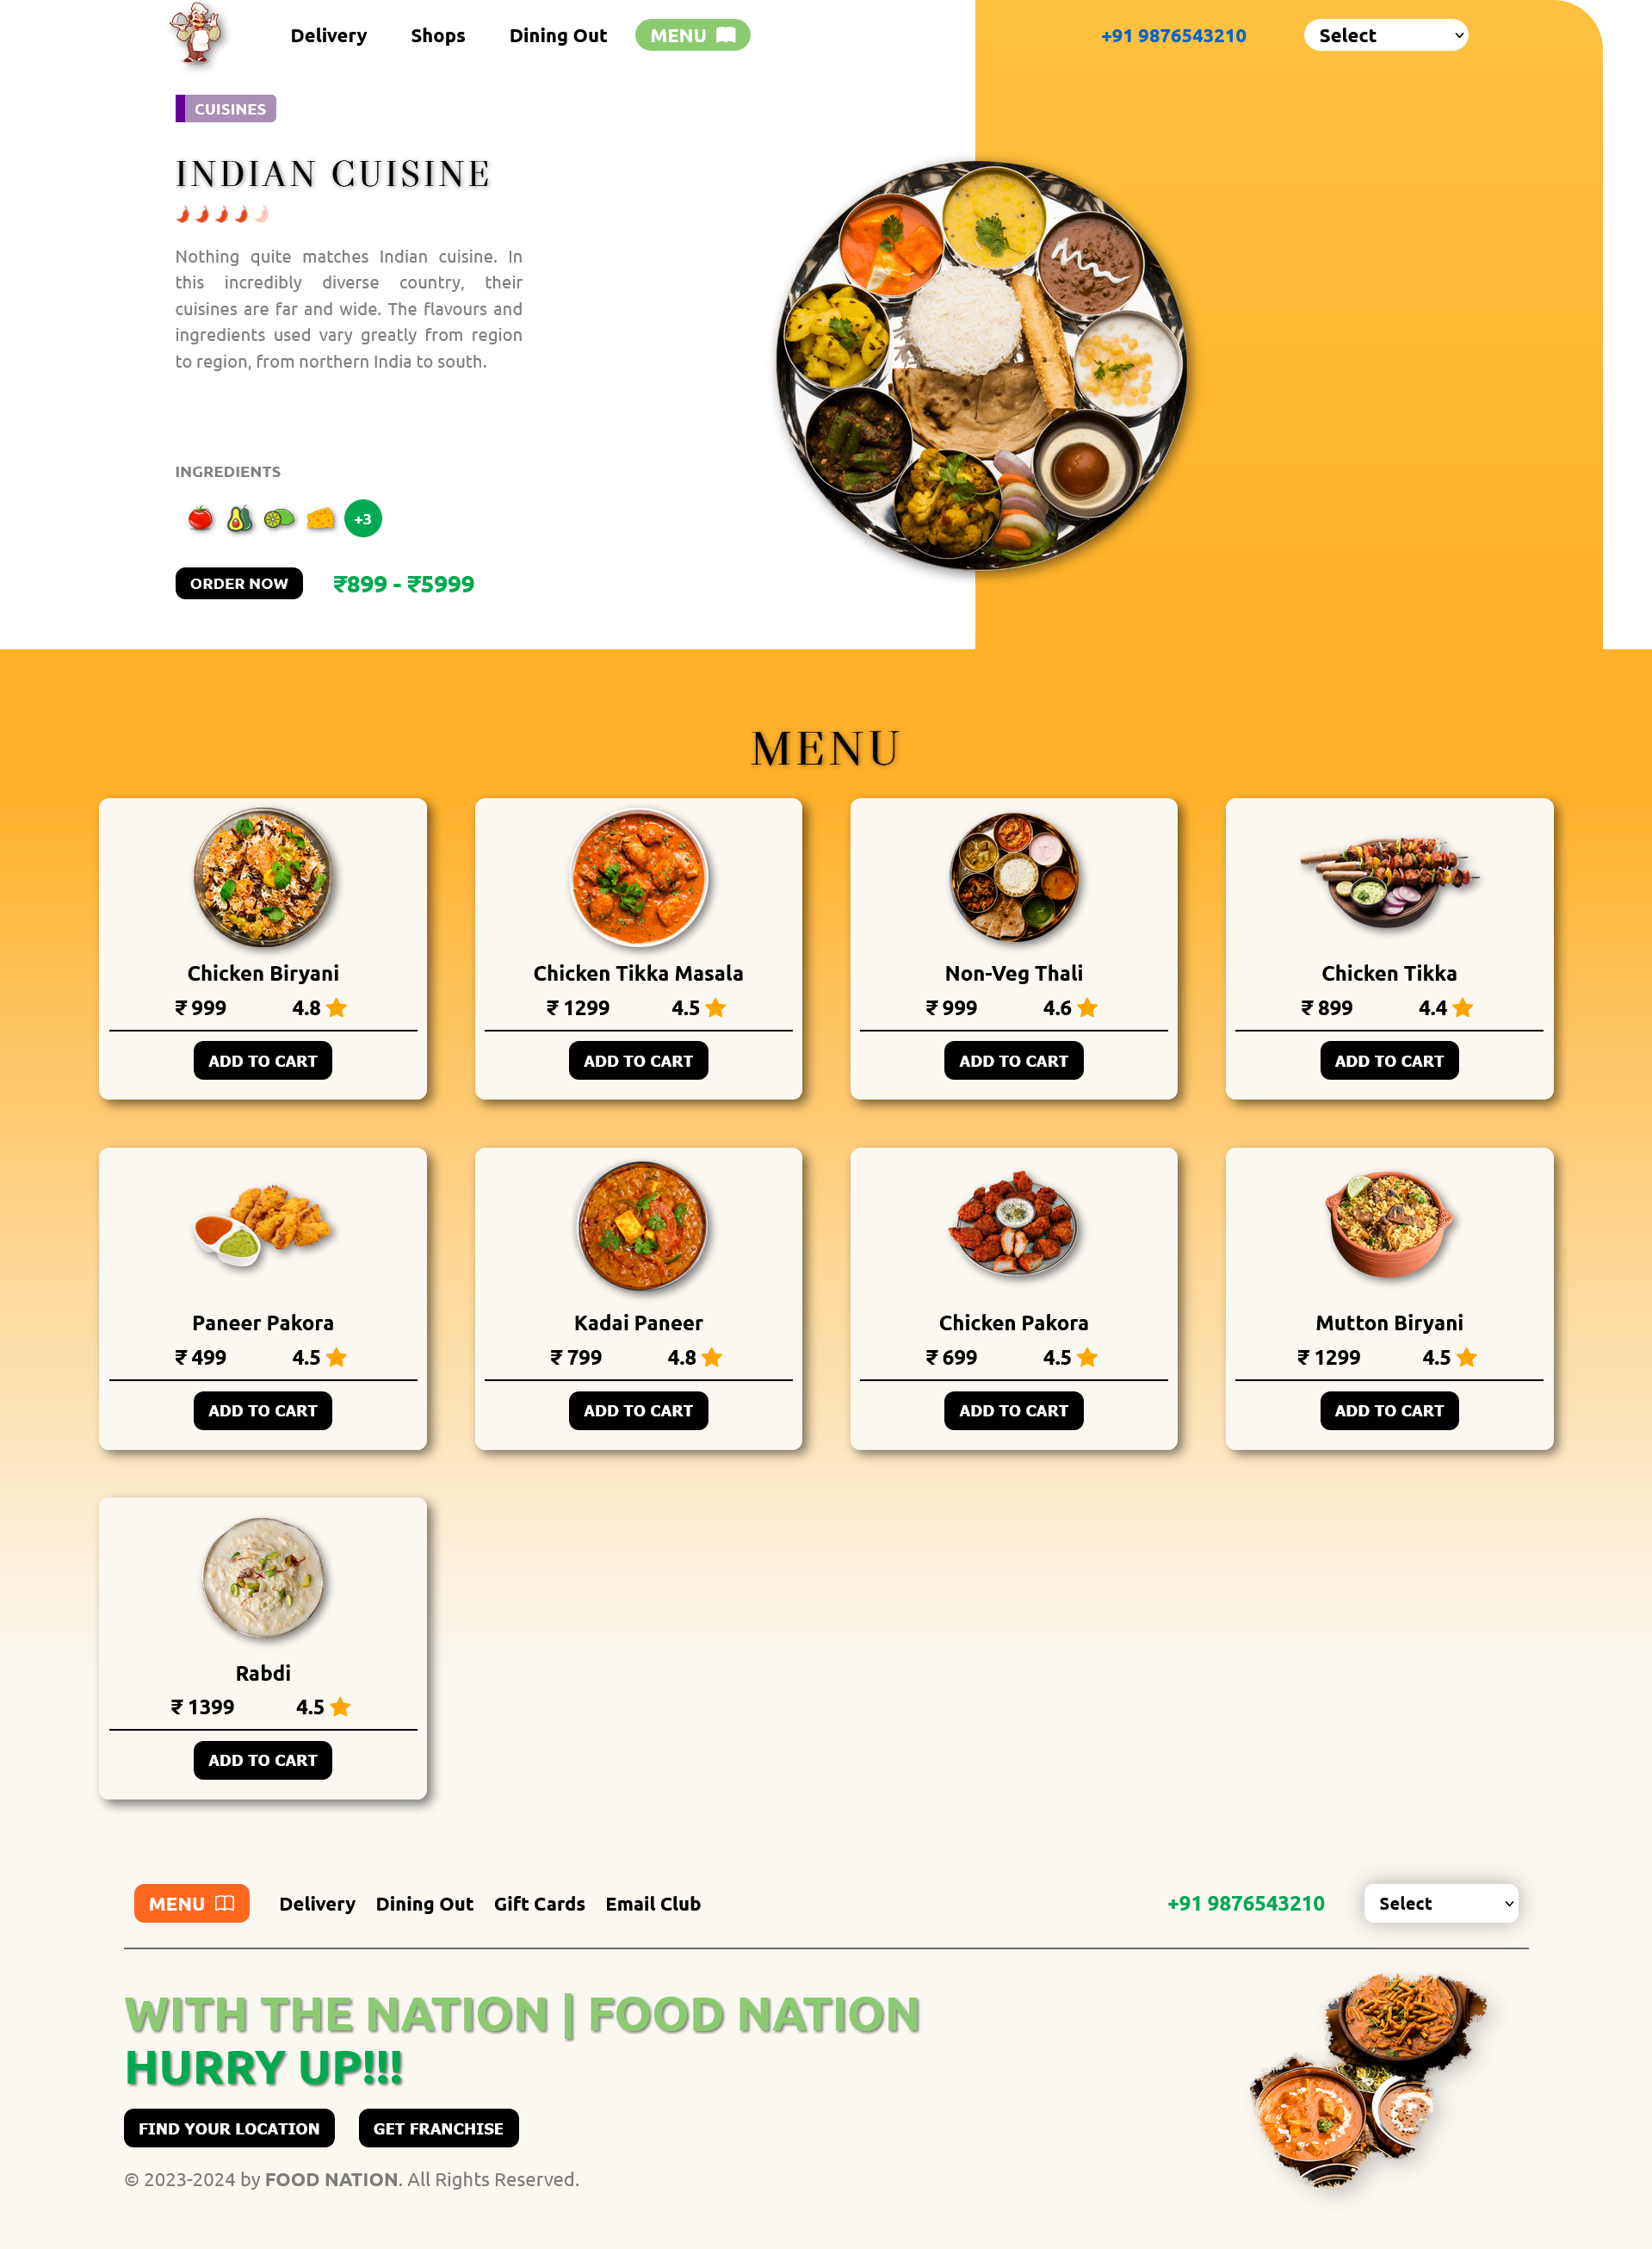 Delivery Shops Dining Out MENU +91 9876543210 Select
CUISINES
INDIAN CUISINE
Nothing quite matches Indian cuisine. In
this incredibly diverse country, their
cuisines are far and wide. The flavours and
ingredients used vary greatly from region
to region, from northern India to south.
INGREDIENTS
+3
ORDER NOW ₹899 - ₹5999
MENU
Chicken Biryani Chicken Tikka Masala Non-Veg Thali Chicken Tikka
₹ 999 4.8 ₹ 1299 4.5 ₹ 999 4.6 ₹ 899 4.4
ADD TO CART ADD TO CART ADD TO CART ADD TO CART
Paneer Pakora Kadai Paneer Chicken Pakora Mutton Biryani
₹ 499 4.5 ₹ 799 4.8 ₹ 699 4.5 ₹ 1299 4.5
ADD TO CART ADD TO CART ADD TO CART ADD TO CART
Rabdi
₹ 1399 4.5
ADD TO CART
MENU Delivery Dining Out Gift Cards Email Club +91 9876543210 Select
WITH THE NATION | FOOD NATION
HURRY UP!!!
FIND YOUR LOCATION GET FRANCHISE
© 2023-2024 by FOOD NATION. All Rights Reserved.